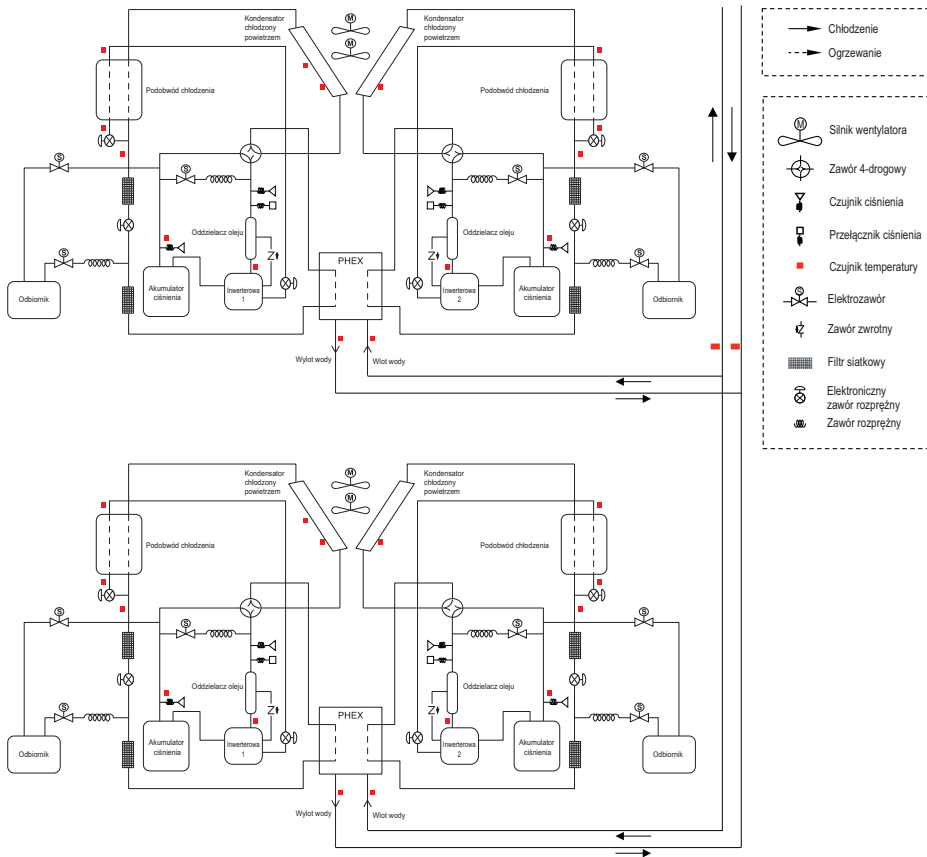 Kondensator
chłodzony
powietrzem
M
M
Kondensator
chłodzony
powietrzem
Podobwód chłodzenia
Podobwód chłodzenia
S
S
S
S
Oddzielacz oleju
Oddzielacz oleju
Z
Z
S
S
PHEX
Odbiornik
Akumulator
ciśnienia
Inwerterowa
1
Inwerterowa
2
Akumulator
ciśnienia
Odbiornik
Wylot wody
Wlot wody
Kondensator
chłodzony
powietrzem
M
M
Kondensator
chłodzony
powietrzem
Podobwód chłodzenia
Podobwód chłodzenia
S
S
S
S
Oddzielacz oleju
Oddzielacz oleju
Z
Z
S
S
PHEX
Odbiornik
Akumulator
ciśnienia
Inwerterowa
1
Inwerterowa
2
Akumulator
ciśnienia
Odbiornik
Wylot wody
Wlot wody
Chłodzenie
Ogrzewanie
M
Silnik wentylatora
Zawór 4-drogowy
Czujnik ciśnienia
Przełącznik ciśnienia
Czujnik temperatury
S
Elektrozawór
Z
Zawór zwrotny
Filtr siatkowy
Elektroniczny
zawór rozprężny
Zawór rozprężny